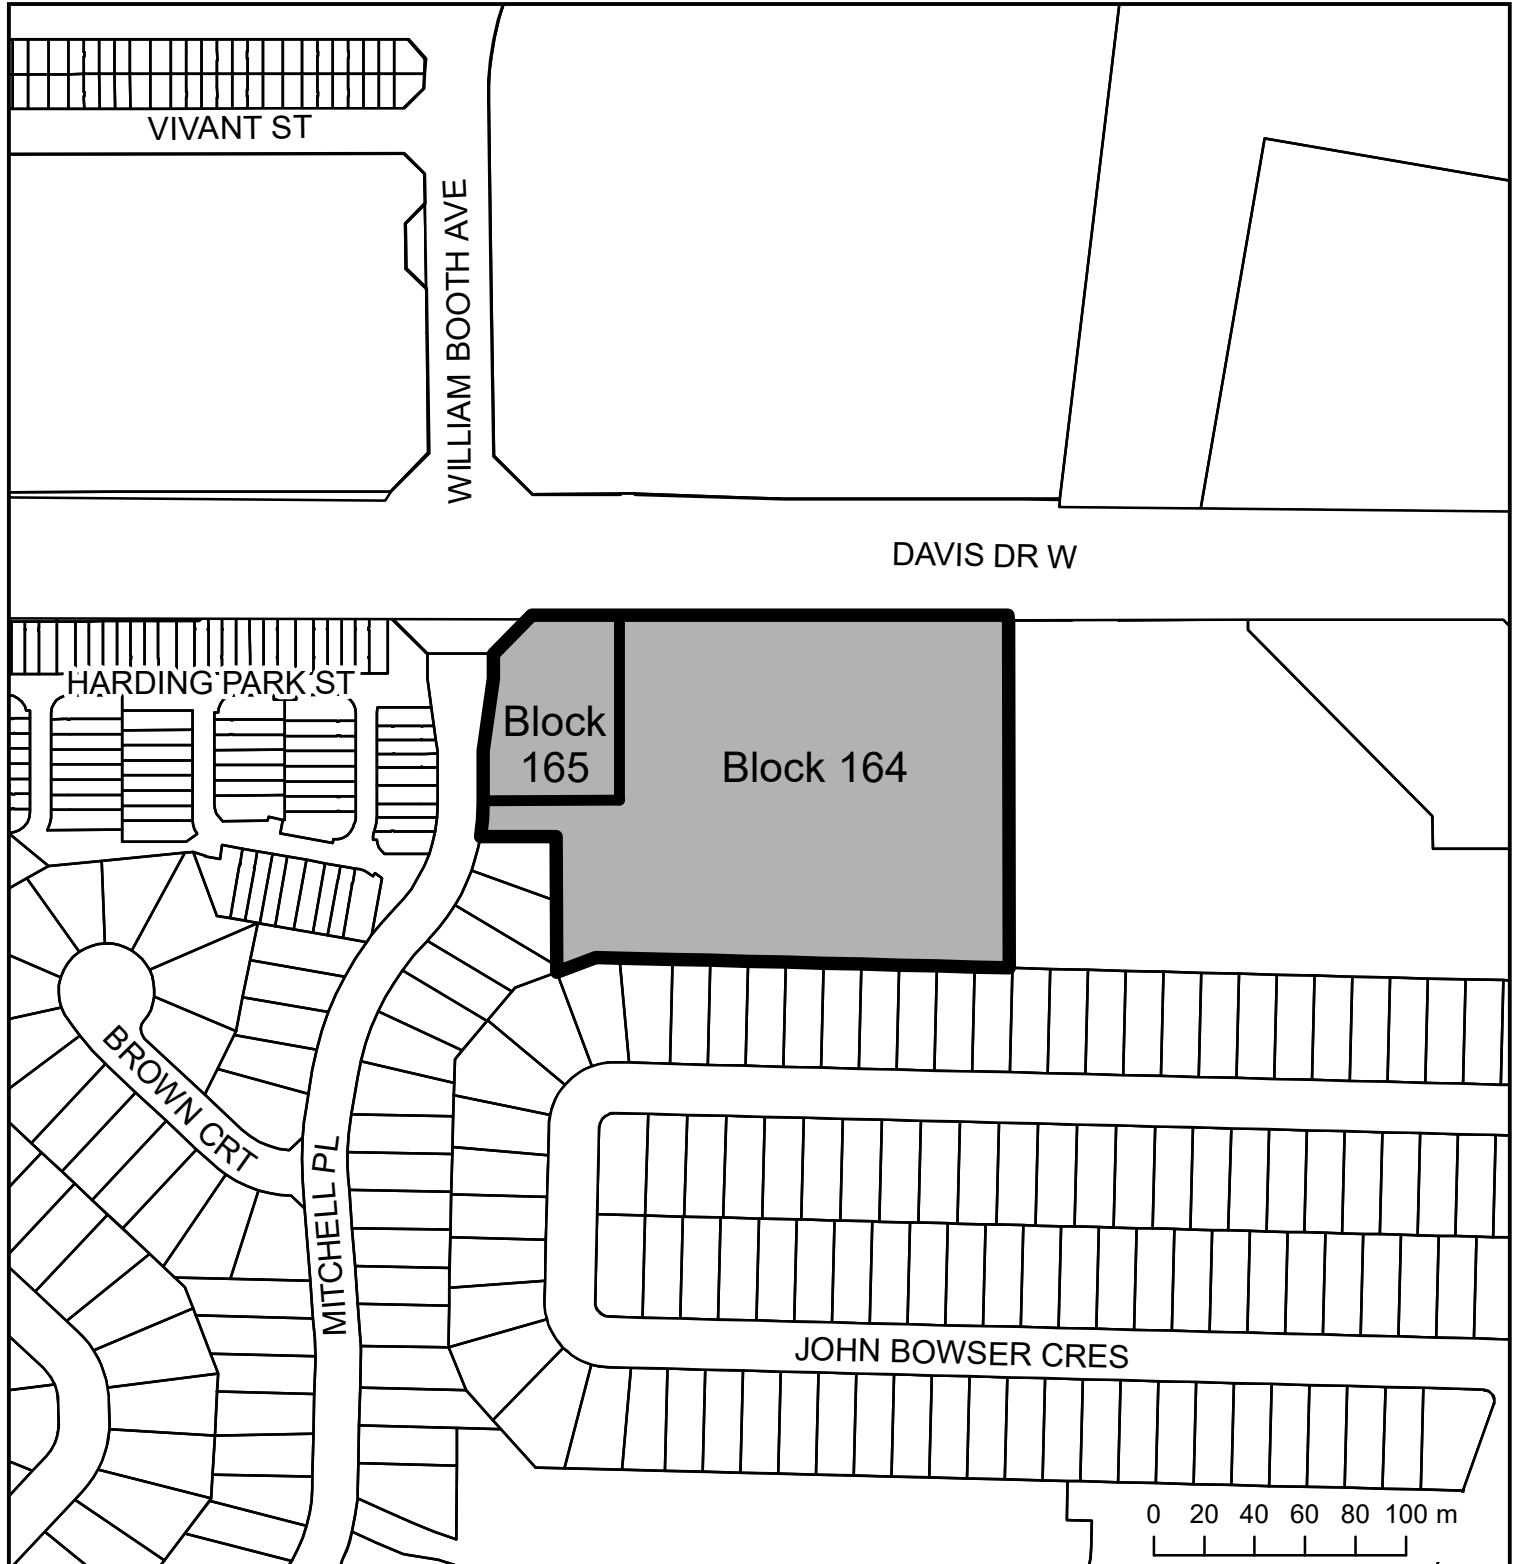 VIVANT ST
WILLIAM BOOTH AVE
DAVIS DR W
HARDING PARK ST
Block
165
Block 164
BROWN CRT
MITCHELL PL
JOHN BOWSER CRES
0 20 40 60 80 100 m